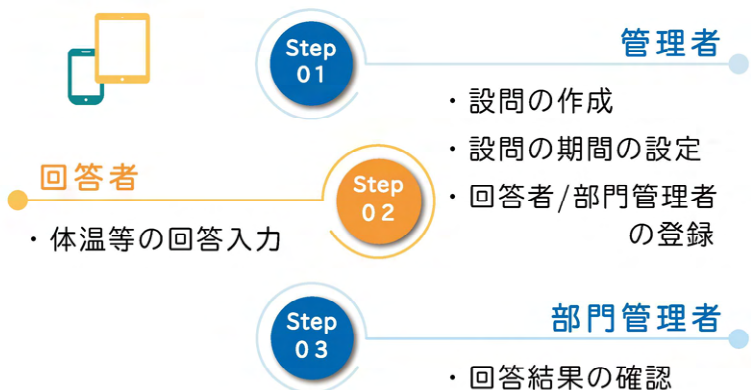 Step
01
管理者
・設問の作成
・設問の期間の設定
・回答者/部門管理者
の登録
Step
02
回答者
・体温等の回答入力
Step
03
部門管理者
・回答結果の確認